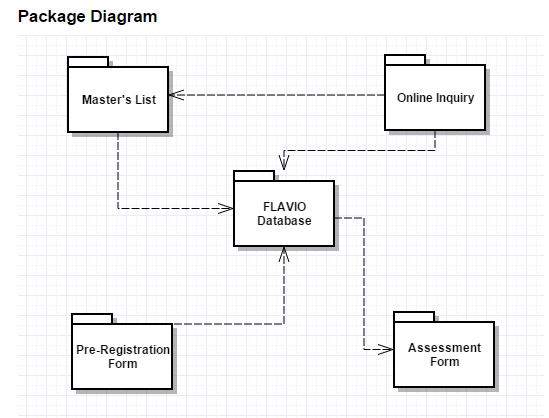 Package Diagram
Master's List
Online Inquiry
FLAVIO
Database
Pre-Registration
Form
Assessment
Form